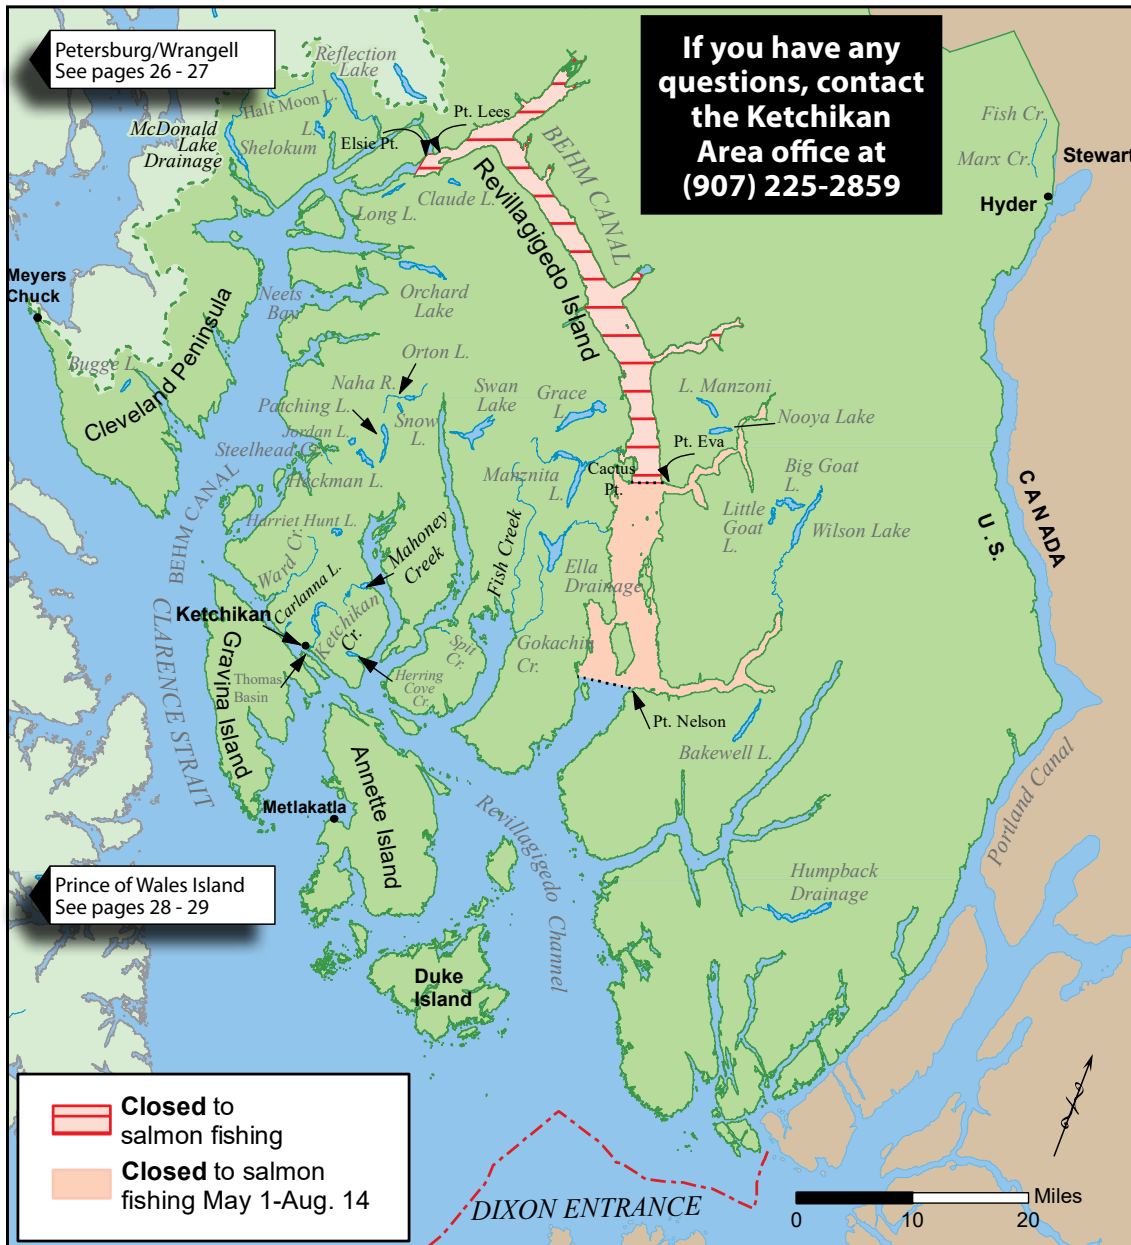 Petersburg/Wrangell
See pages 26 - 27
Reflection
Lake
If you have any
questions, contact
the Ketchikan
Area office at
(907) 225-2859
Half Moon L.
Pt. Lees
Fish Cr.
McDonald
Lake
Drainage
L.
Shelokum
Elsie Pt.
BEHM CANAL
Marx Cr.
Stewart
Hyder
Claude L.
Long L.
Revillagigedo Island
Meyers
Chuck
Neets
Bay
Orchard
Lake
Cleveland Peninsula
Bugge L.
Orton L.
Naha R.
Patching L.
Snow
L.
Swan
Lake
Grace
L.
L. Manzoni
Nooya Lake
Jordan L.
Steelhead Cr.
Heckman L.
Manznita
L.
Cactus
Pt.
Pt. Eva
Big Goat
L.
Little
Goat
L.
Wilson Lake
CANADA
U.S.
BEHM CANAL
Harriet Hunt L.
Ward Cr.
Mahoney
Creek
Fish Creek
Ella
Drainage
Carlanna L.
Ketchikan
Ketchikan
Cr.
CLARENCE STRAIT
Gravina Island
Thomas
Basin
Herring
Cove
Cr.
Spit
Cr.
Gokachin
Cr.
Pt. Nelson
Bakewell L.
Metlakatla
Annette Island
Revillagigedo Channel
Portland Canal
Prince of Wales Island
See pages 28 - 29
Humpback
Drainage
Duke
Island
Closed to
salmon fishing
Closed to salmon
fishing May 1-Aug. 14
DIXON ENTRANCE
Miles
0 10 20